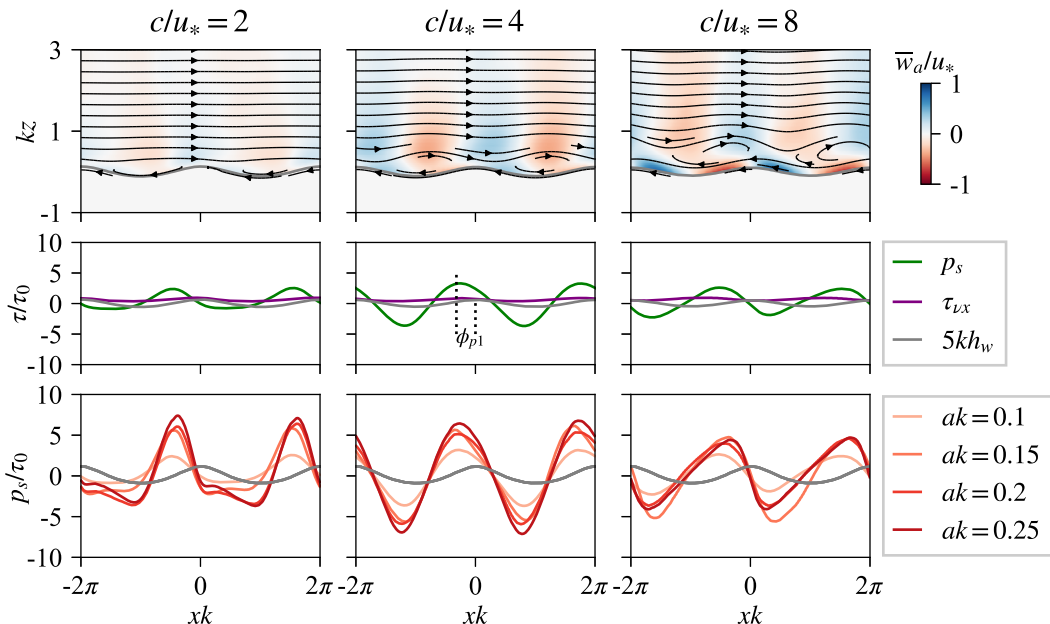 c/u* = 2
c/u* = 4
c/u* = 8
w̅a/u*
3
1
-1
kz
1
0
-1
10
5
0
-5
-10
τ/τ0
ϕp1
ps
τνx
5khw
10
5
0
-5
-10
ps/τ0
-2π
0
2π
-2π
0
2π
-2π
0
2π
xk
xk
xk
ak = 0.1
ak = 0.15
ak = 0.2
ak = 0.25